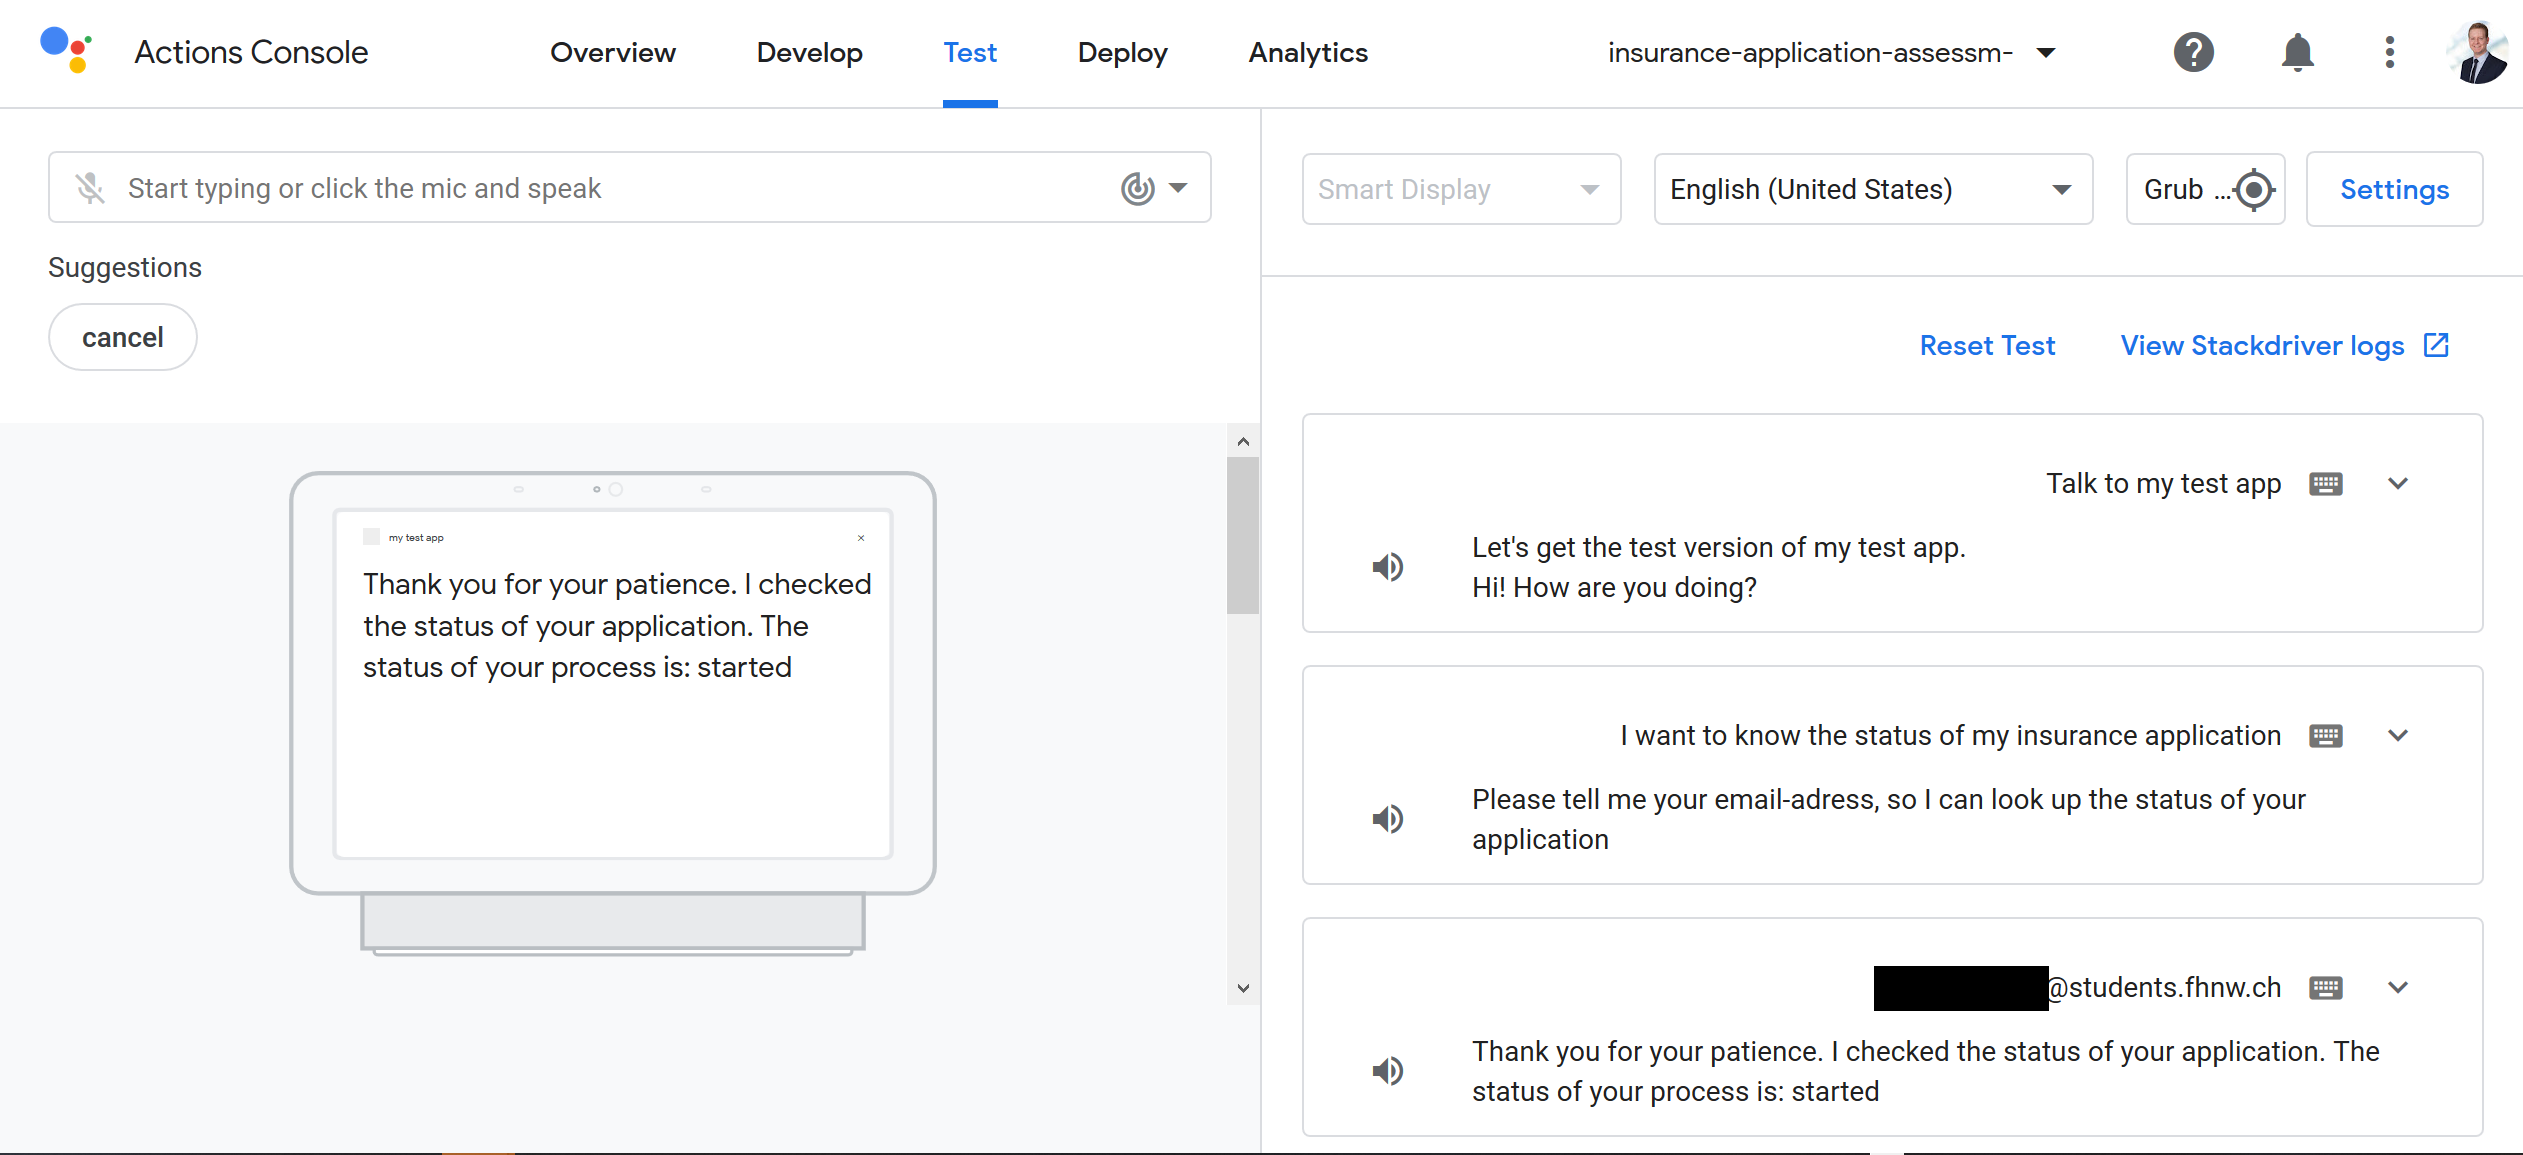 Actions Console
Overview
Develop
Test
Deploy
Analytics
insurance-application-assessm-
Start typing or click the mic and speak
Smart Display
English (United States)
Grub ...
Settings
Suggestions
cancel
Reset Test
View Stackdriver logs
my test app
Thank you for your patience. I checked
the status of your application. The
status of your process is: started
Talk to my test app
Let's get the test version of my test app.
Hi! How are you doing?
I want to know the status of my insurance application
Please tell me your email-adress, so I can look up the status of your
application
@students.fhnw.ch
Thank you for your patience. I checked the status of your application. The
status of your process is: started